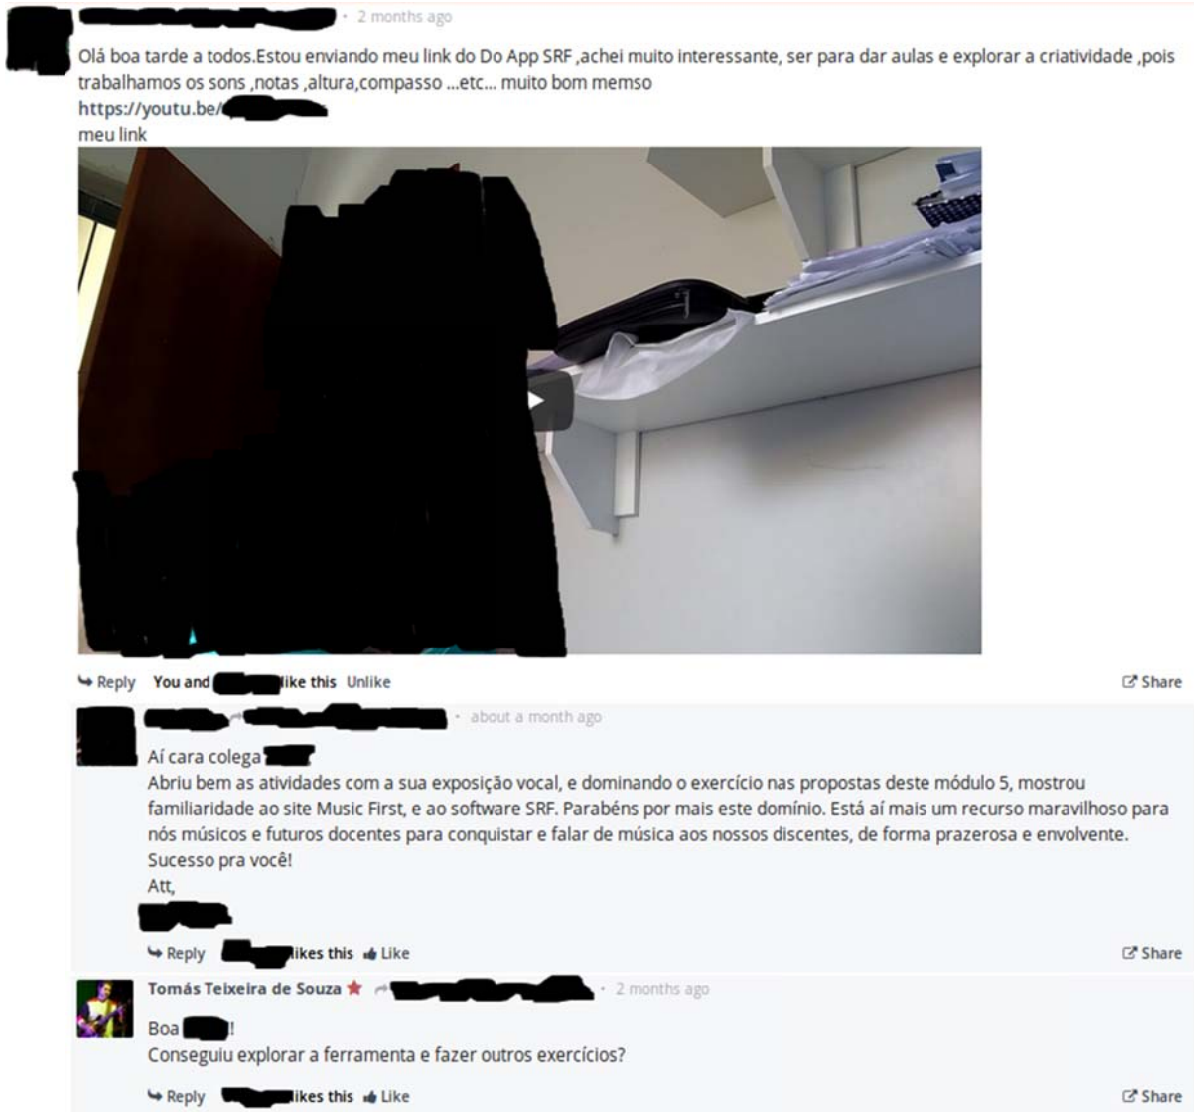 2 months ago
Olá boa tarde a todos.Estou enviando meu link do Do App SRF ,achei muito interessante, ser para dar aulas e explorar a criatividade ,pois
trabalhamos os sons ,notas ,altura,compasso ...etc... muito bom memso
https://youtu.be/
meu link
Reply You and like this Unlike Share
about a month ago
Aí cara colega
Abriu bem as atividades com a sua exposição vocal, e dominando o exercício nas propostas deste módulo 5, mostrou
familiaridade ao site Music First, e ao software SRF. Parabéns por mais este domínio. Está aí mais um recurso maravilhoso para
nós músicos e futuros docentes para conquistar e falar de música aos nossos discentes, de forma prazerosa e envolvente.
Sucesso pra você!
Att,
Reply likes this Like Share
Tomás Teixeira de Souza 2 months ago
Boa !
Conseguiu explorar a ferramenta e fazer outros exercícios?
Reply likes this Like Share